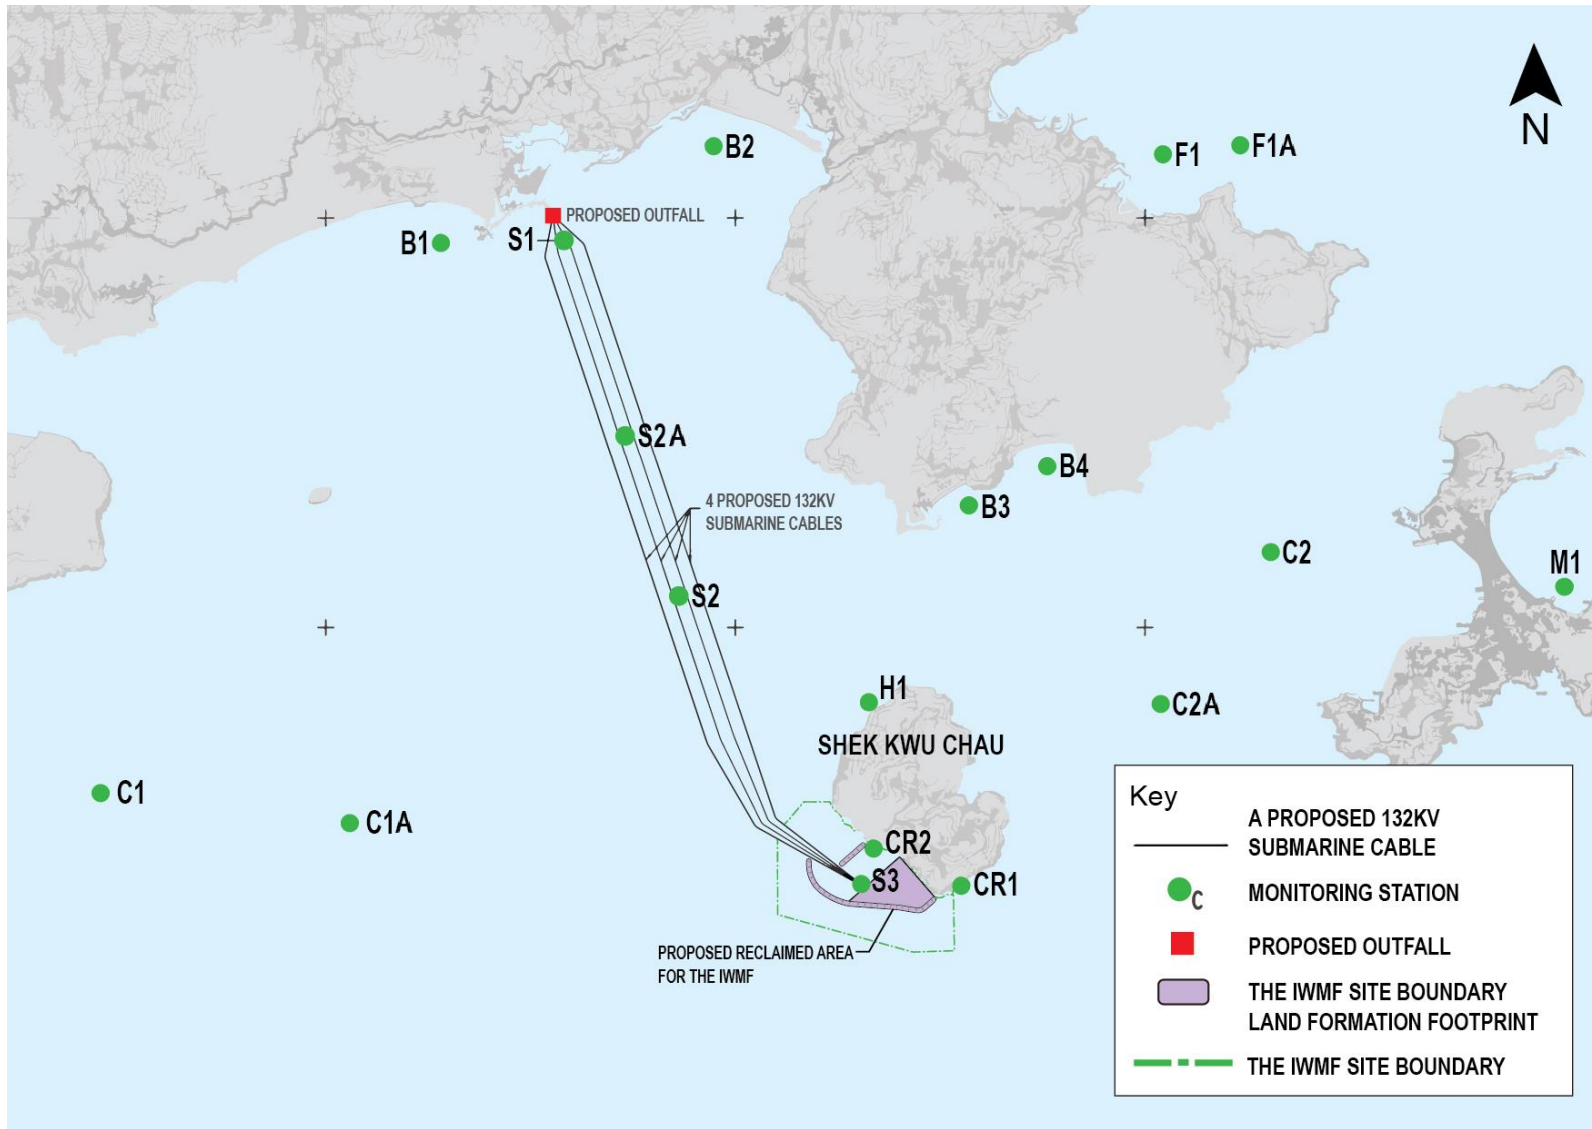 N
B2
F1
F1A
PROPOSED OUTFALL
B1
S1
S2A
B4
4 PROPOSED 132KV
SUBMARINE CABLES
B3
C2
M1
S2
H1
C2A
SHEK KWU CHAU
C1
C1A
CR2
S3
CR1
PROPOSED RECLAIMED AREA
FOR THE IWMF
Key
A PROPOSED 132KV
SUBMARINE CABLE
C
MONITORING STATION
PROPOSED OUTFALL
THE IWMF SITE BOUNDARY
LAND FORMATION FOOTPRINT
THE IWMF SITE BOUNDARY